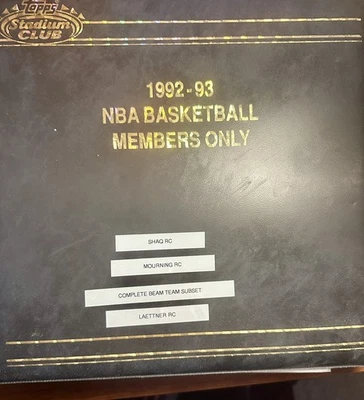 Topps
Stadium
CLUB
1992-93
NBA BASKETBALL
MEMBERS ONLY
SHAQ RC
MOURNING RC
COMPLETE BEAM TEAM SUBSET
LAETTNER RC